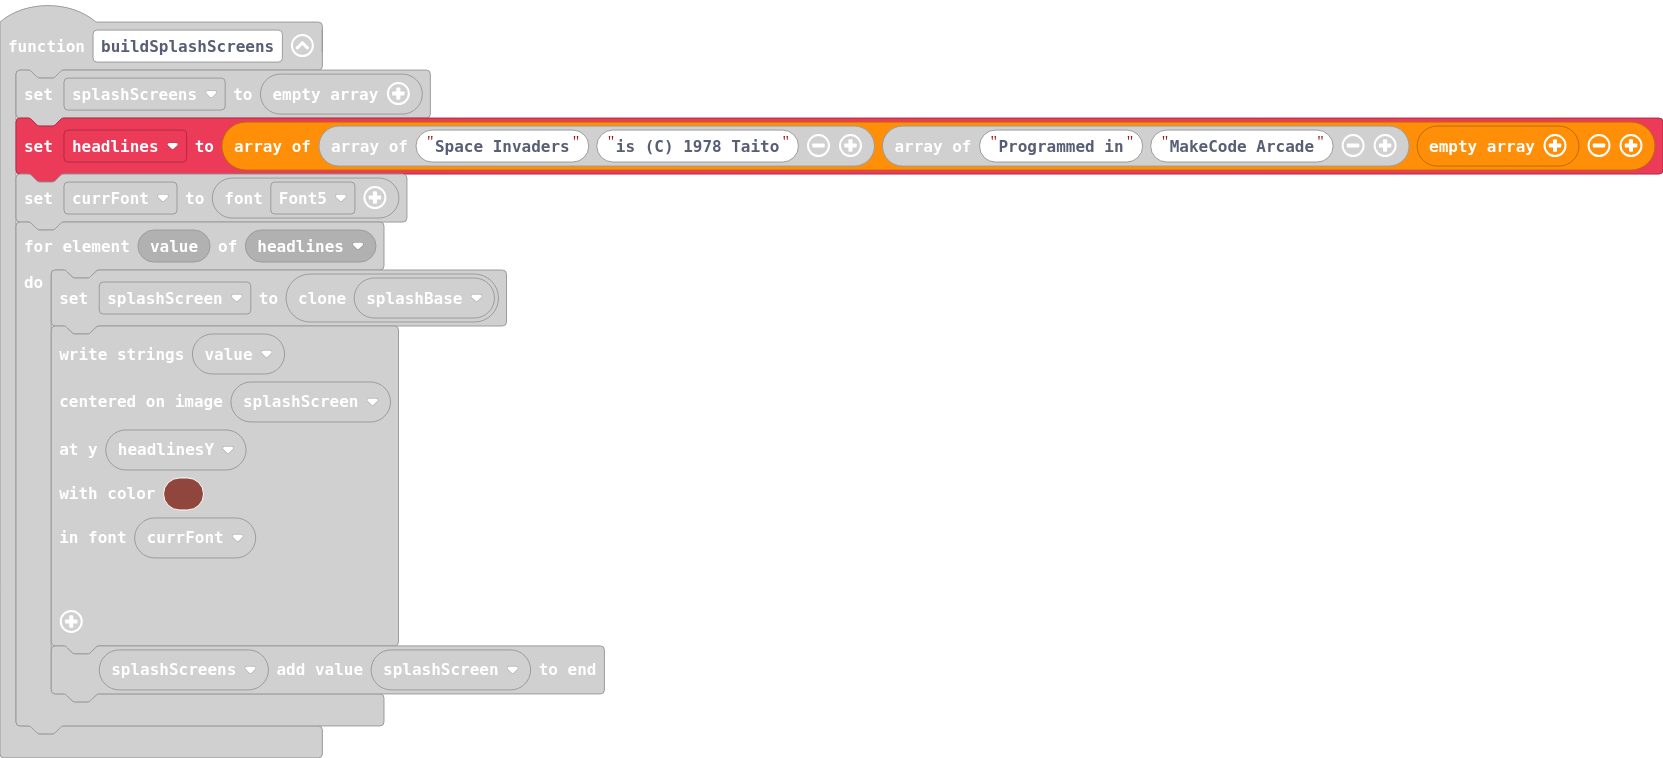 function buildSplashScreens
set splashScreens to empty array
set headlines to array of array of "Space Invaders" "is (C) 1978 Taito" array of "Programmed in" "MakeCode Arcade" empty array
set currFont to font Font5
for element value of headlines
do
set splashScreen to clone splashBase
write strings value
centered on image splashScreen
at y headlinesY
with color
in font currFont
splashScreens add value splashScreen to end